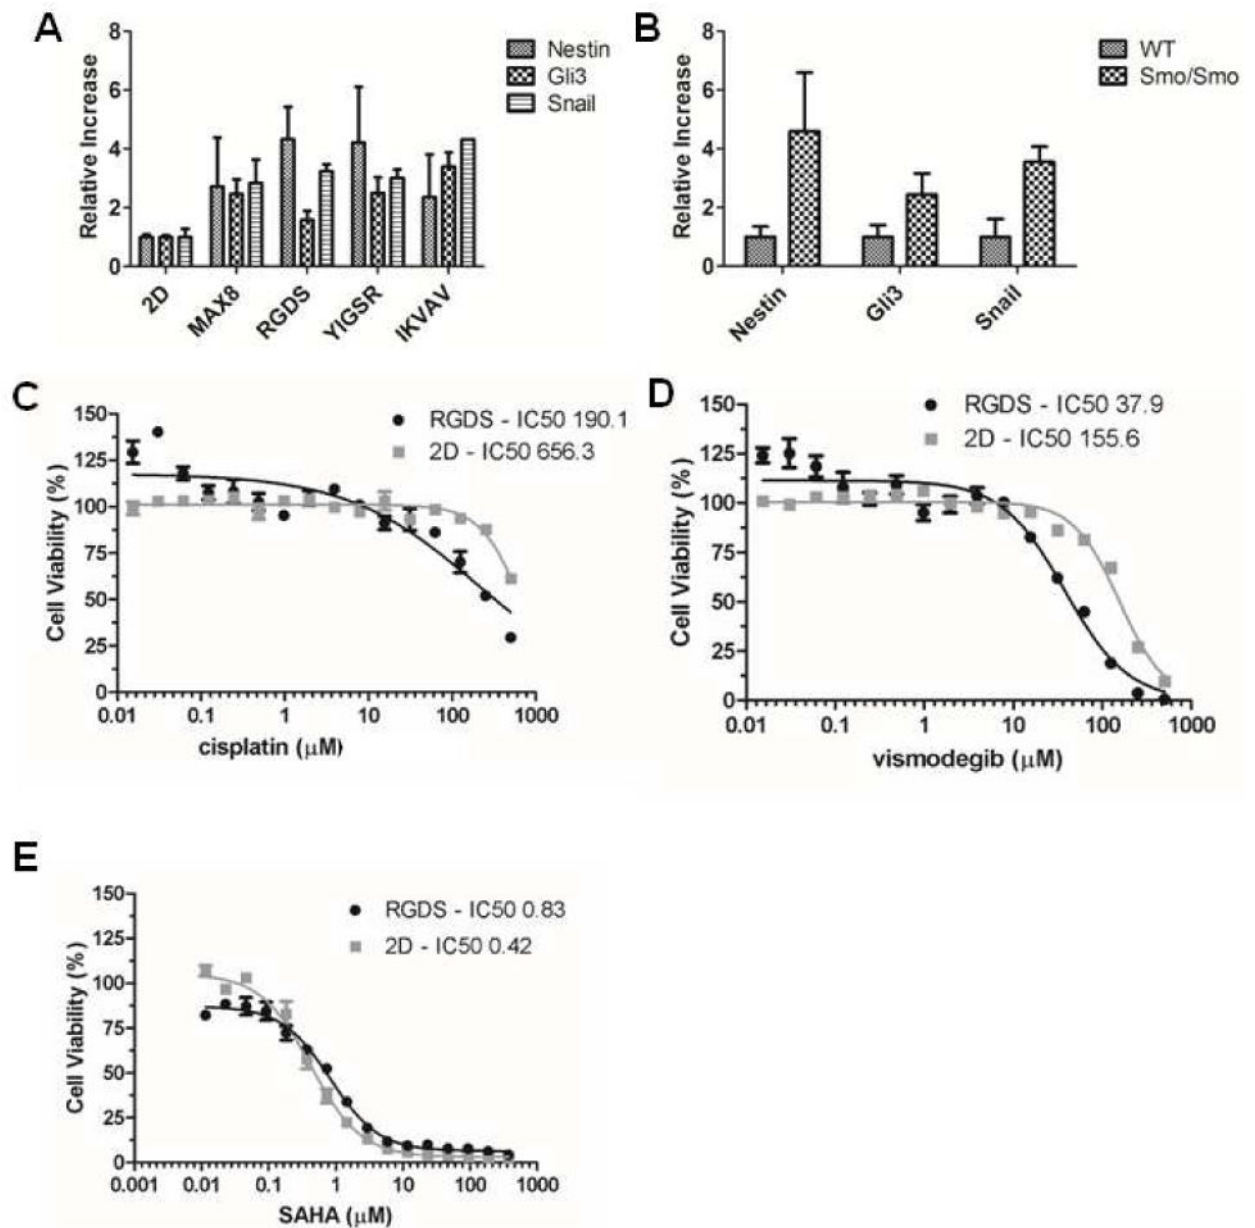 A
8
6
4
2
0
Relative Increase
Nestin
Gli3
Snail
2D
MAX8
RGDS
YIGSR
IKVAV
B
8
6
4
2
0
Relative Increase
WT
Smo/Smo
Nestin
Gli3
Snail
C
150
125
100
75
50
25
0
Cell Viability (%)
RGDS - IC50 190.1
2D - IC50 656.3
0.01 0.1 1 10 100 1000
cisplatin (μM)
D
150
125
100
75
50
25
0
Cell Viability (%)
RGDS - IC50 37.9
2D - IC50 155.6
0.01 0.1 1 10 100 1000
vismodegib (μM)
E
150
125
100
75
50
25
0
Cell Viability (%)
RGDS - IC50 0.83
2D - IC50 0.42
0.001 0.01 0.1 1 10 100 1000
SAHA (μM)